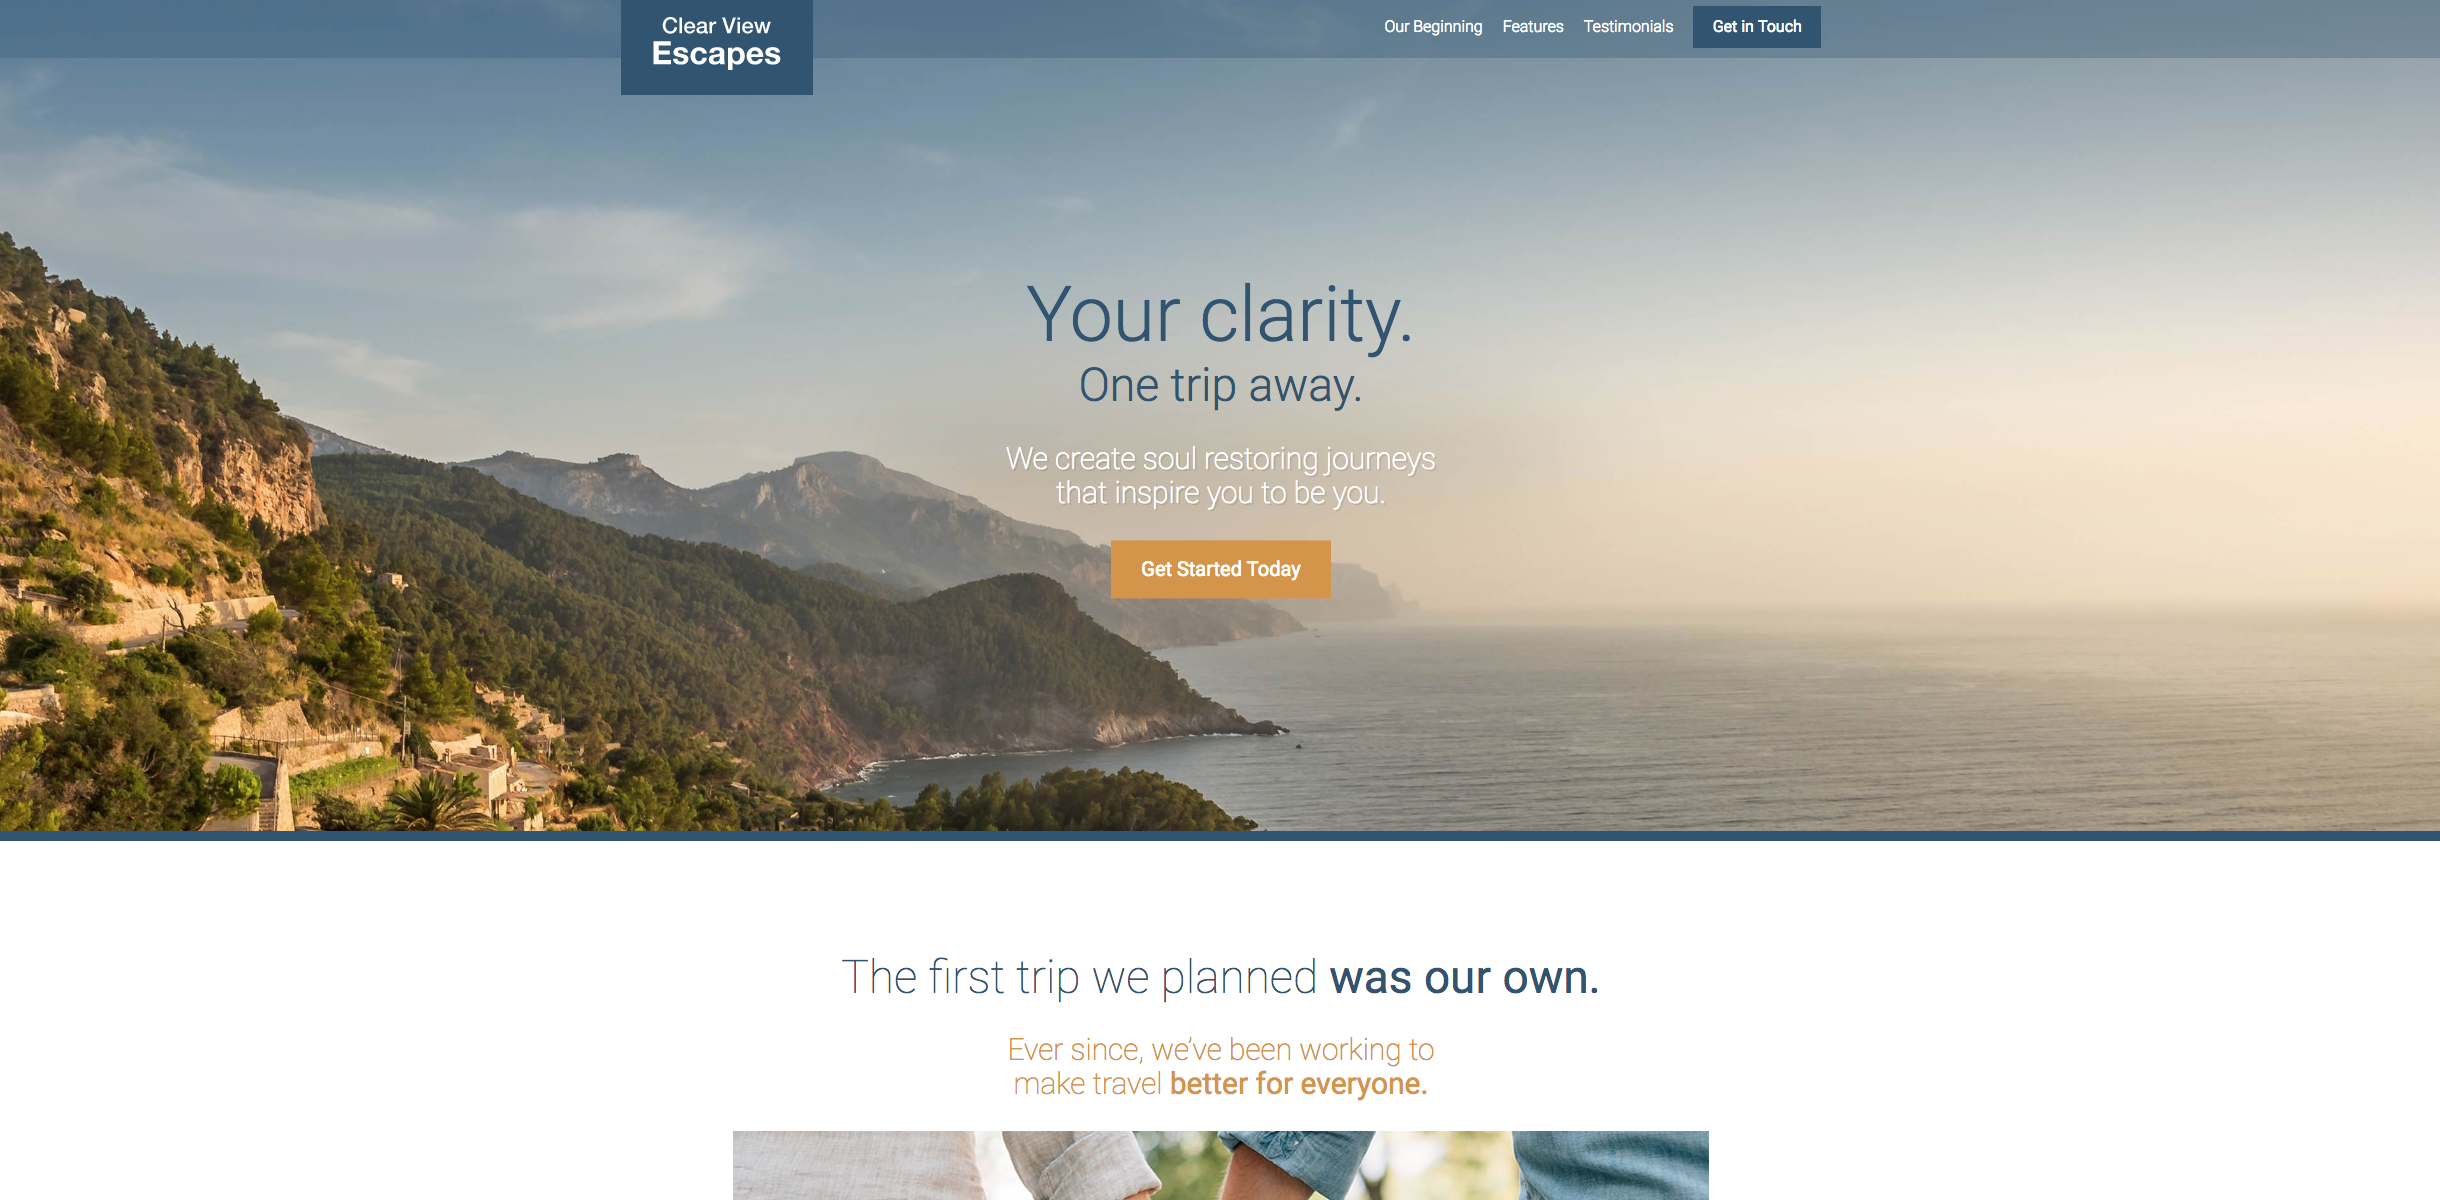 Clear View
Escapes
Our Beginning
Features
Testimonials
Get in Touch
Your clarity.
One trip away.
We create soul restoring journeys
that inspire you to be you.
Get Started Today
The first trip we planned was our own.
Ever since, we’ve been working to
make travel better for everyone.